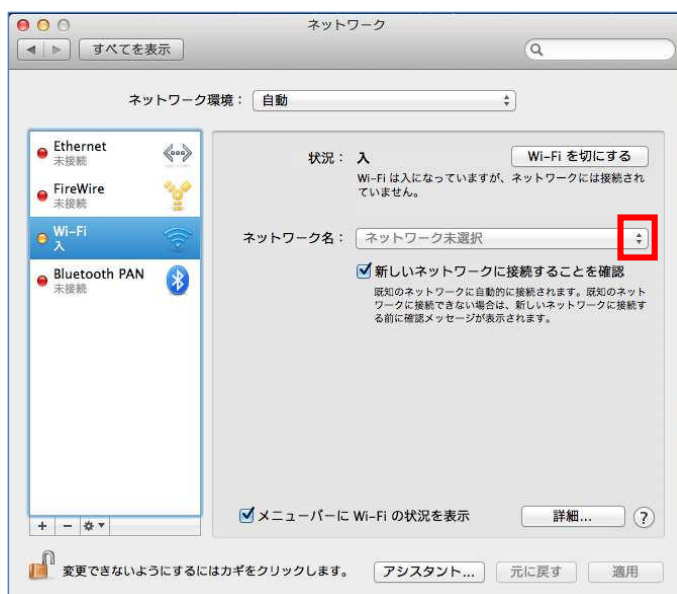 ネットワーク
すべてを表示
ネットワーク環境： 自動
Ethernet
未接続
FireWire
未接続
Wi-Fi
入
Bluetooth PAN
未接続
状況： 入
Wi-Fi を切にする
Wi-Fi は入になっていますが、ネットワークには接続され
ていません。
ネットワーク名： ネットワーク未選択
新しいネットワークに接続することを確認
既知のネットワークに自動的に接続されます。既知のネット
ワークに接続できない場合は、新しいネットワークに接続す
る前に確認メッセージが表示されます。
メニューバーに Wi-Fi の状況を表示
詳細...
?
+ −
変更できないようにするにはカギをクリックします。
アシスタント...
元に戻す
適用